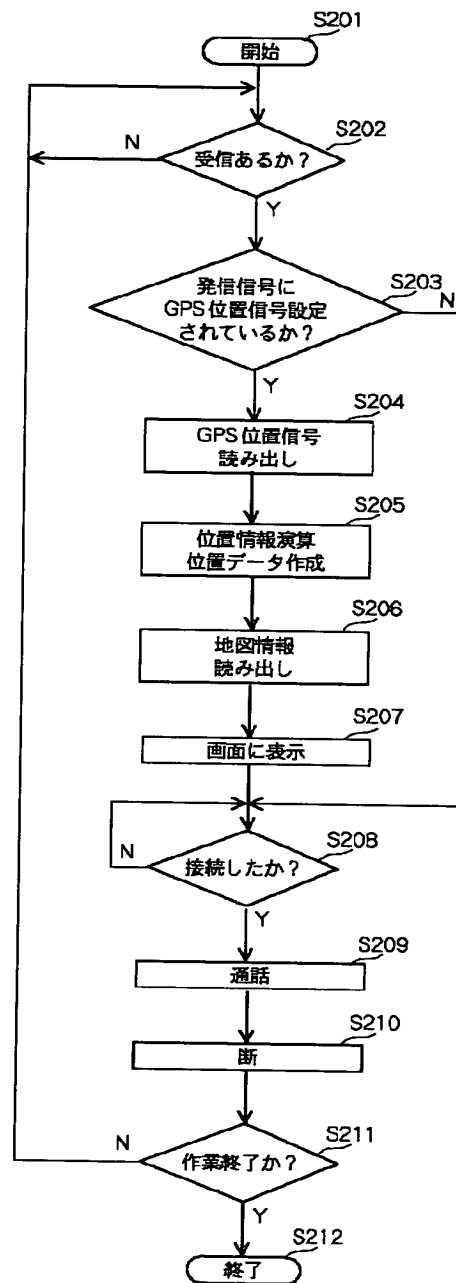 S201
開始
S202
受信あるか？
N
Y
S203
発信信号に
GPS位置信号設定
されているか？
N
Y
S204
GPS位置信号
読み出し
S205
位置情報演算
位置データ作成
S206
地図情報
読み出し
S207
画面に表示
S208
接続したか？
N
Y
S209
通話
S210
断
S211
作業終了か？
N
Y
S212
終了